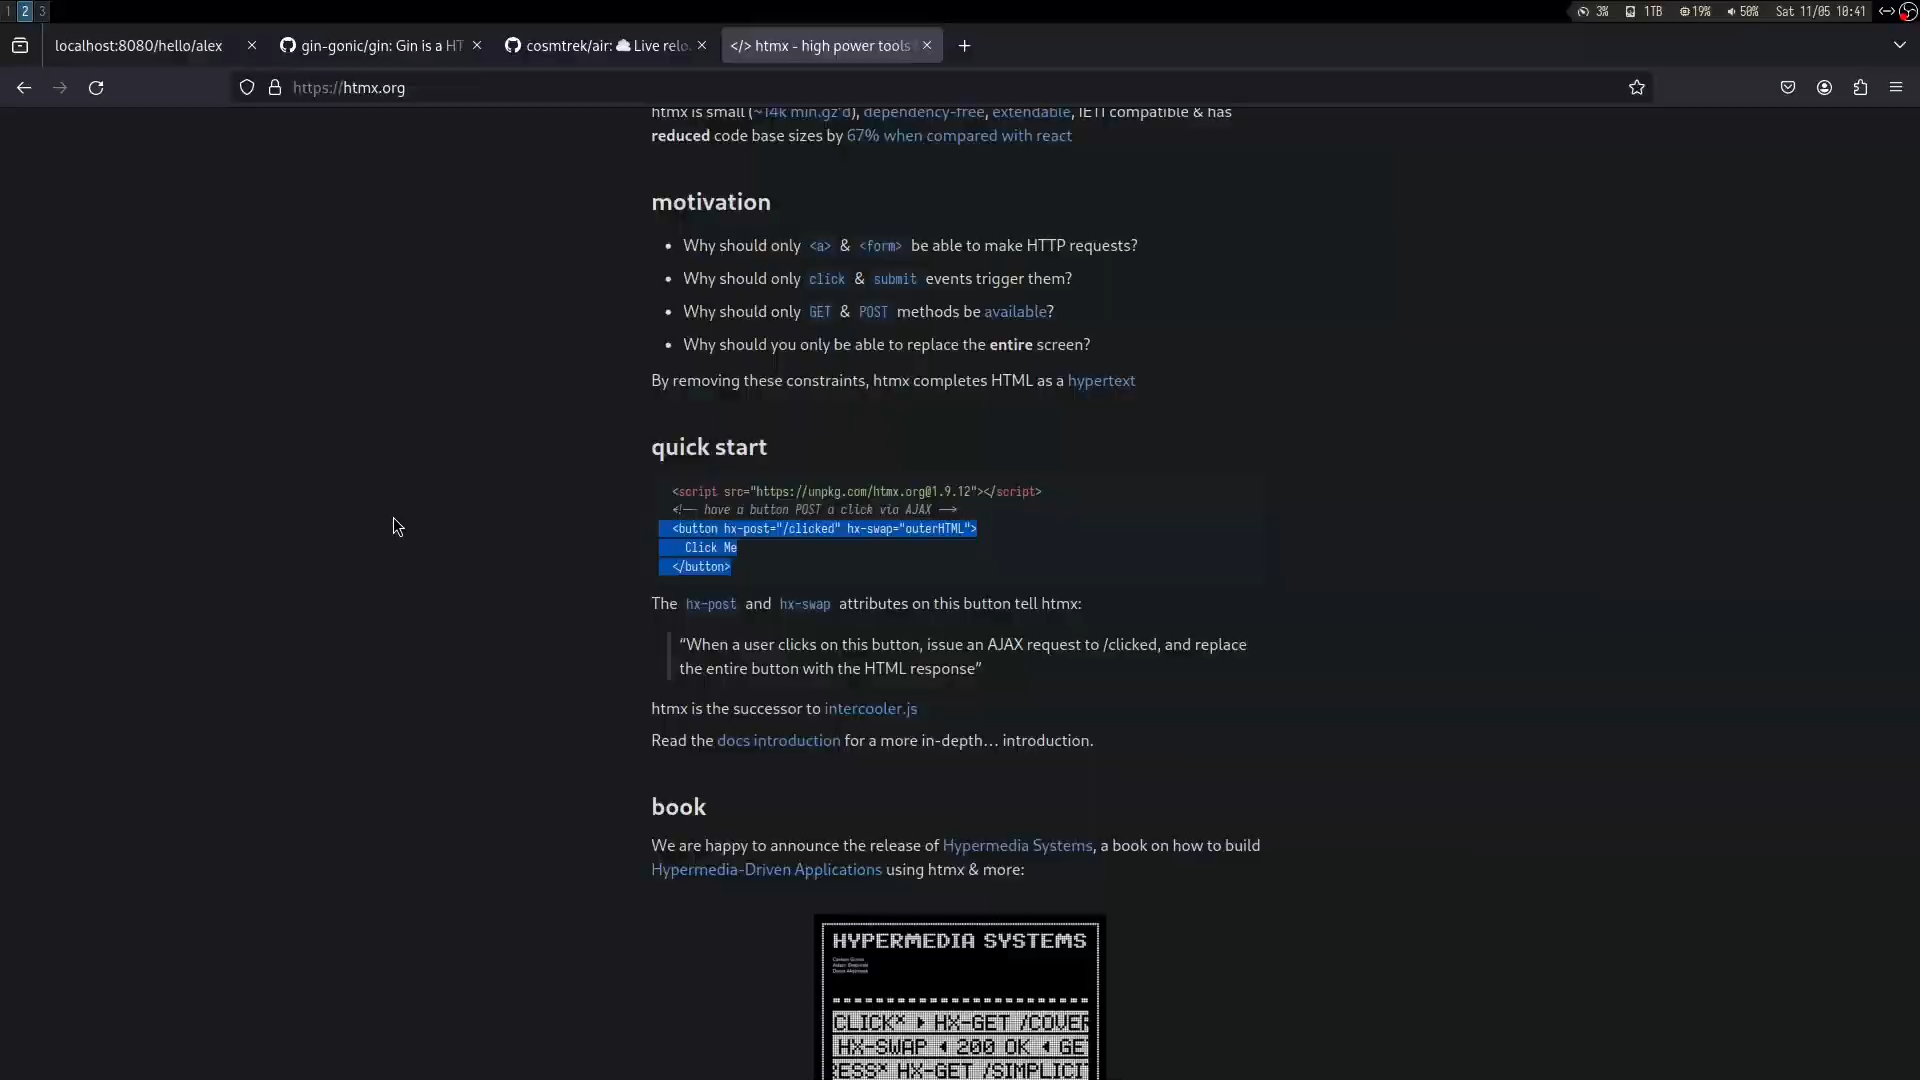 1 2 3
3% 1TB 19% 50% Sat 11/05 10:41
localhost:8080/hello/alex
gin-gonic/gin: Gin is a HT
cosmtrek/air: ☁ Live relo
</> htmx - high power tools
https://htmx.org
htmx is small (~14k min.gz'd), dependency-free, extendable, IE11 compatible & has
reduced code base sizes by 67% when compared with react
motivation
• Why should only <a> & <form> be able to make HTTP requests?
• Why should only click & submit events trigger them?
• Why should only GET & POST methods be available?
• Why should you only be able to replace the entire screen?
By removing these constraints, htmx completes HTML as a hypertext
quick start
<script src="https://unpkg.com/htmx.org@1.9.12"></script>
<!-- have a button POST a click via AJAX -->
<button hx-post="/clicked" hx-swap="outerHTML">
Click Me
</button>
The hx-post and hx-swap attributes on this button tell htmx:
“When a user clicks on this button, issue an AJAX request to /clicked, and replace
the entire button with the HTML response”
htmx is the successor to intercooler.js
Read the docs introduction for a more in-depth… introduction.
book
We are happy to announce the release of Hypermedia Systems, a book on how to build
Hypermedia-Driven Applications using htmx & more:
HYPERMEDIA SYSTEMS
CLICK* ▸ HX-GET /COVER
HX-SWAP ◂ 200 OK ◂ GE
ESS* HX-GET /SIMPLICI